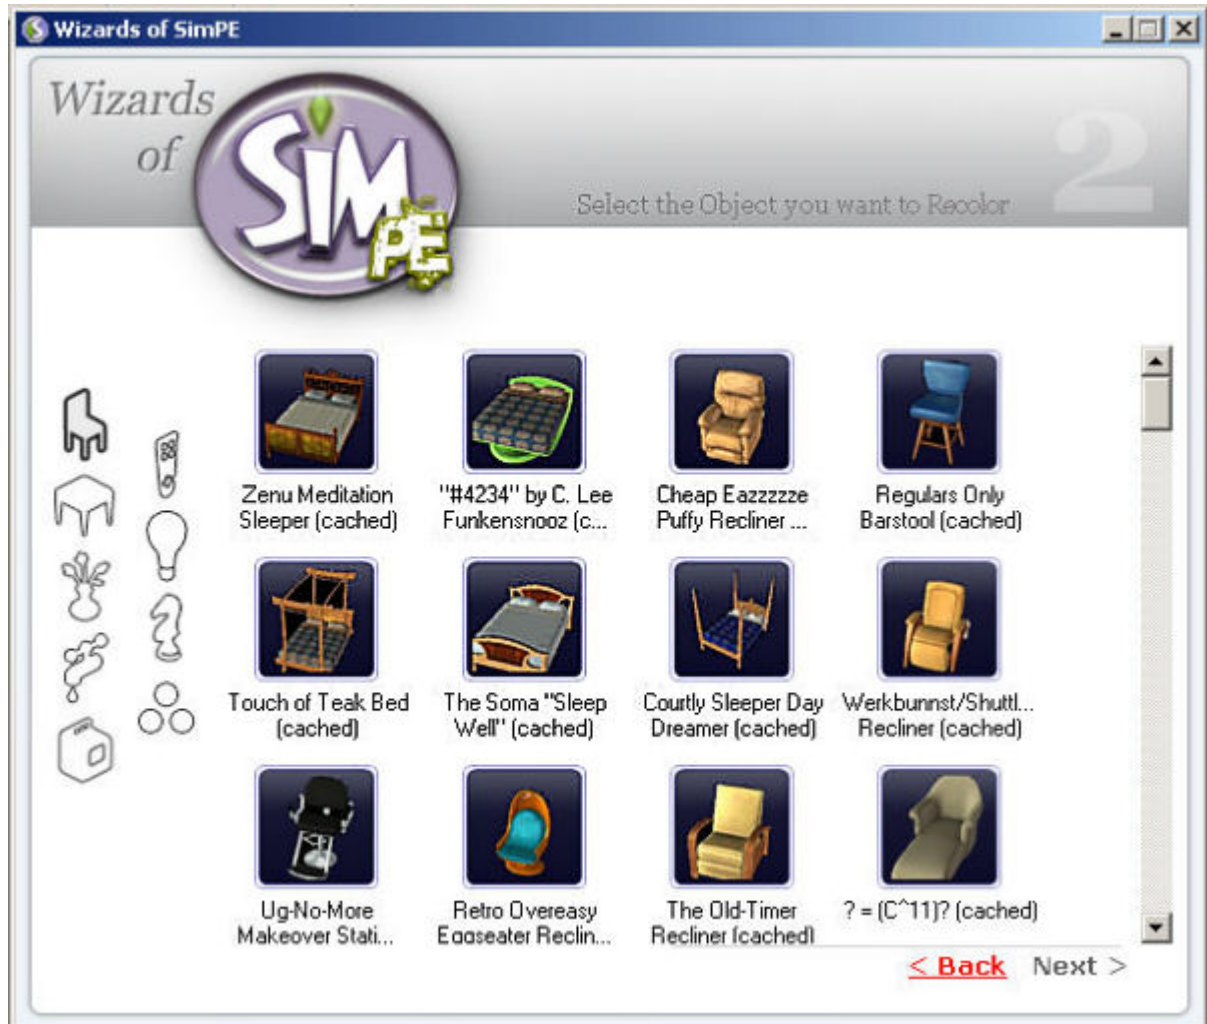 Wizards of SimPE
Wizards
of
SiM
PE
2
Select the Object you want to Recolor
Zenu Meditation
Sleeper (cached)
"#4234" by C. Lee
Funkensnooz (c...
Cheap Eazzzzze
Puffy Recliner ...
Regulars Only
Barstool (cached)
Touch of Teak Bed
(cached)
The Soma "Sleep
Well" (cached)
Courtly Sleeper Day
Dreamer (cached)
Werkbunnst/Shuttl...
Recliner (cached)
Ug-No-More
Makeover Stati...
Retro Overeasy
Eggseater Reclin...
The Old-Timer
Recliner (cached)
? = (C^11)? (cached)
< Back
Next >